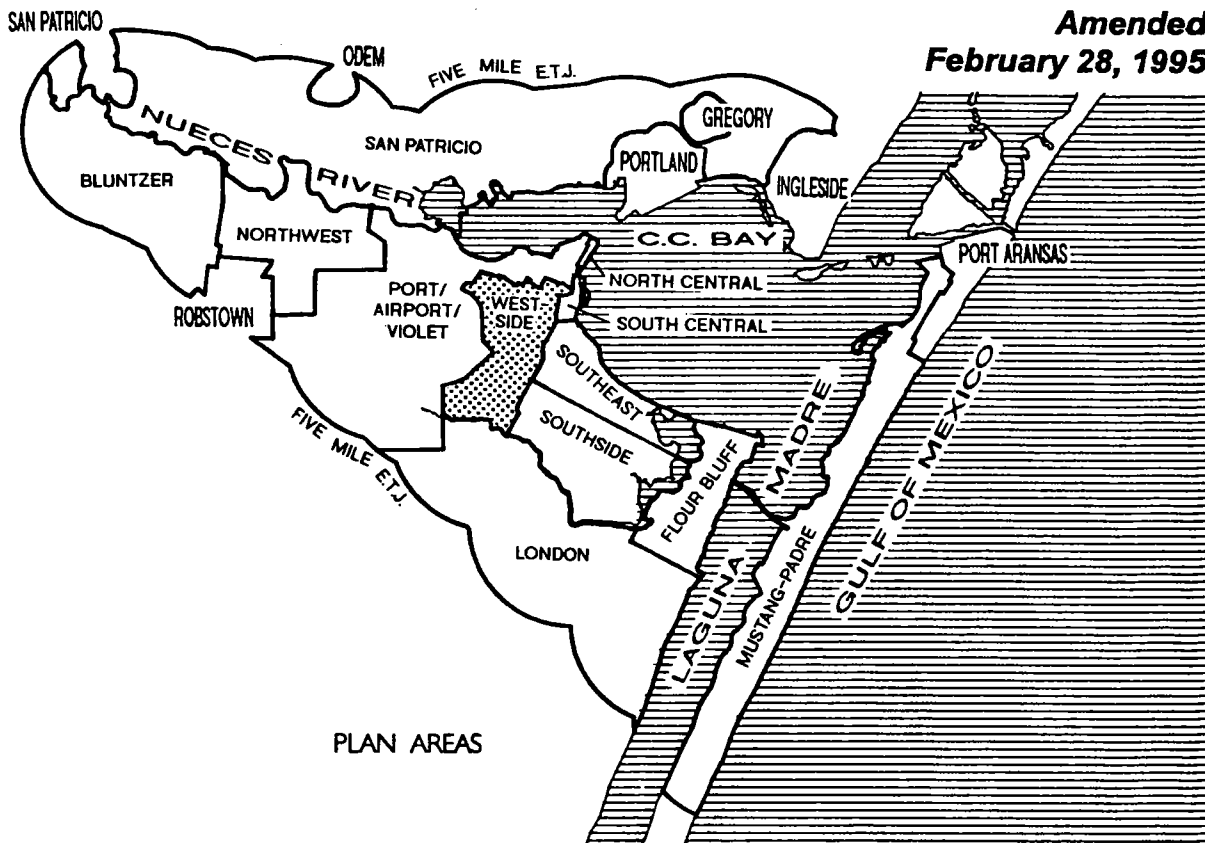 Amended
February 28, 1995
SAN PATRICIO
ODEM
FIVE MILE E.T.J.
GREGORY
NUECES RIVER
SAN PATRICIO
PORTLAND
BLUNTZER
INGLESIDE
NORTHWEST
C.C. BAY
PORT ARANSAS
NORTH CENTRAL
PORT/
AIRPORT/
VIOLET
WEST-
SIDE
ROBSTOWN
SOUTH CENTRAL
SOUTHEAST
SOUTHSIDE
FIVE MILE E.T.J.
FLOUR BLUFF
LAGUNA MADRE
GULF OF MEXICO
LONDON
MUSTANG-PADRE
PLAN AREAS